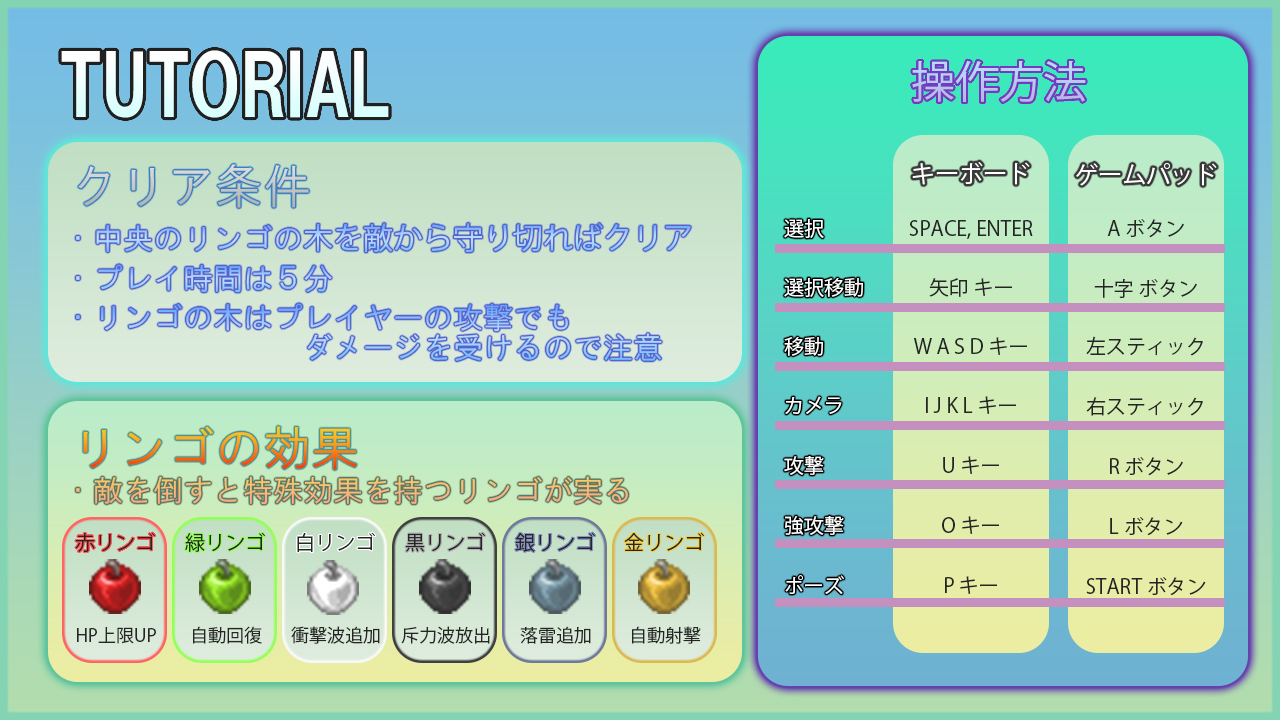 TUTORIAL
クリア条件
・中央のリンゴの木を敵から守り切ればクリア
・プレイ時間は５分
・リンゴの木はプレイヤーの攻撃でも
ダメージを受けるので注意
リンゴの効果
・敵を倒すと特殊効果を持つリンゴが実る
赤リンゴ 緑リンゴ 白リンゴ 黒リンゴ 銀リンゴ 金リンゴ
HP上限UP 自動回復 衝撃波追加 斥力波放出 落雷追加 自動射撃
操作方法
キーボード ゲームパッド
選択 SPACE, ENTER A ボタン
選択移動 矢印 キー 十字 ボタン
移動 W A S D キー 左スティック
カメラ I J K L キー 右スティック
攻撃 U キー R ボタン
強攻撃 O キー L ボタン
ポーズ P キー START ボタン